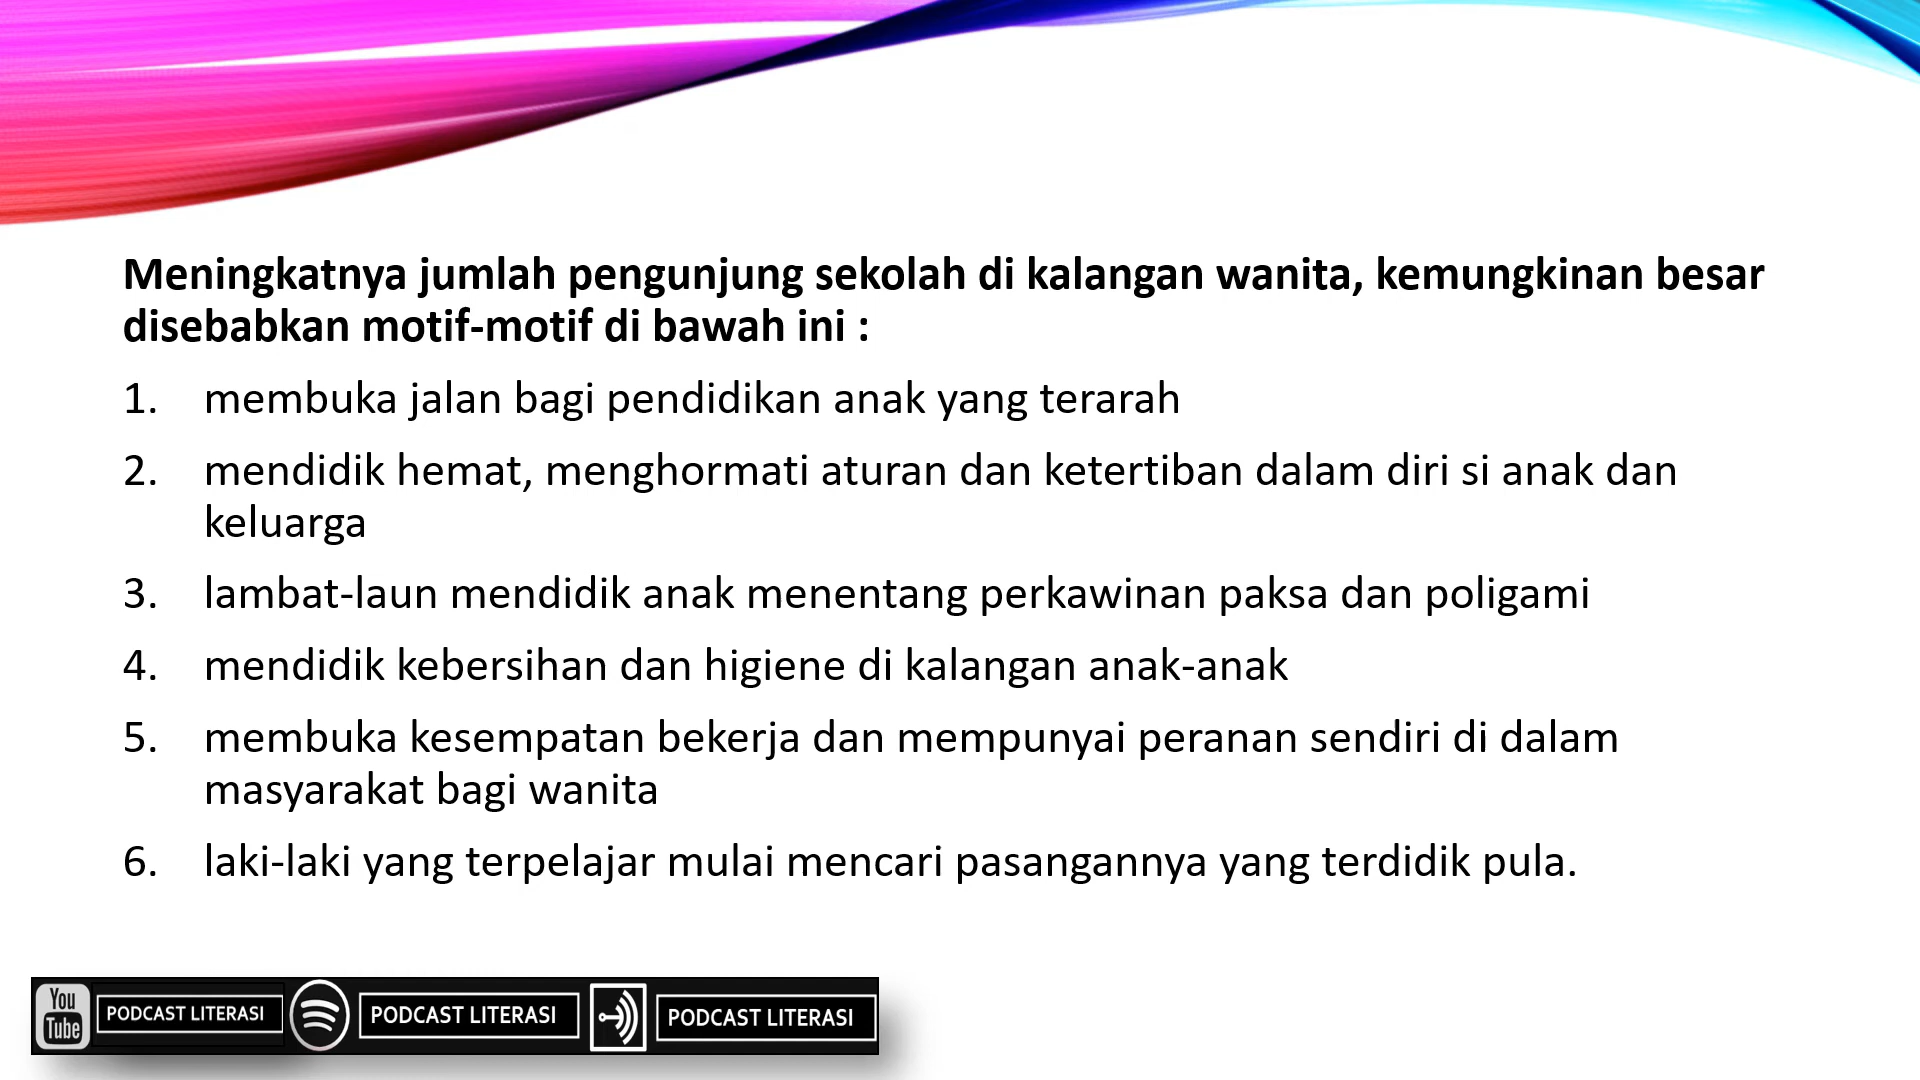 Meningkatnya jumlah pengunjung sekolah di kalangan wanita, kemungkinan besar
disebabkan motif-motif di bawah ini :
1. membuka jalan bagi pendidikan anak yang terarah
2. mendidik hemat, menghormati aturan dan ketertiban dalam diri si anak dan
keluarga
3. lambat-laun mendidik anak menentang perkawinan paksa dan poligami
4. mendidik kebersihan dan higiene di kalangan anak-anak
5. membuka kesempatan bekerja dan mempunyai peranan sendiri di dalam
masyarakat bagi wanita
6. laki-laki yang terpelajar mulai mencari pasangannya yang terdidik pula.
You Tube PODCAST LITERASI PODCAST LITERASI PODCAST LITERASI